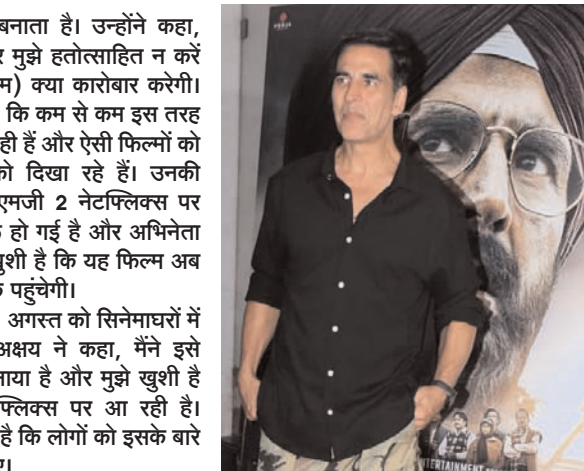 बनाता है। उन्होंने कहा,
मुझे हतोत्साहित न करें
क्या कारोबार करेगी।
कि कम से कम इस तरह
ही हैं और ऐसी फिल्मों को
को दिखा रहे हैं। उनकी
एमजी 2 नेटफ्लिक्स पर
हो गई है और अभिनेता
खुशी है कि यह फिल्म अब
पहुंचेगी।
अगस्त को सिनेमाघरों में
अक्षय ने कहा, मैंने इसे
और मुझे खुशी है
पर आ रही है।
है कि लोगों को इसके बारे
ENTERTAINMENT